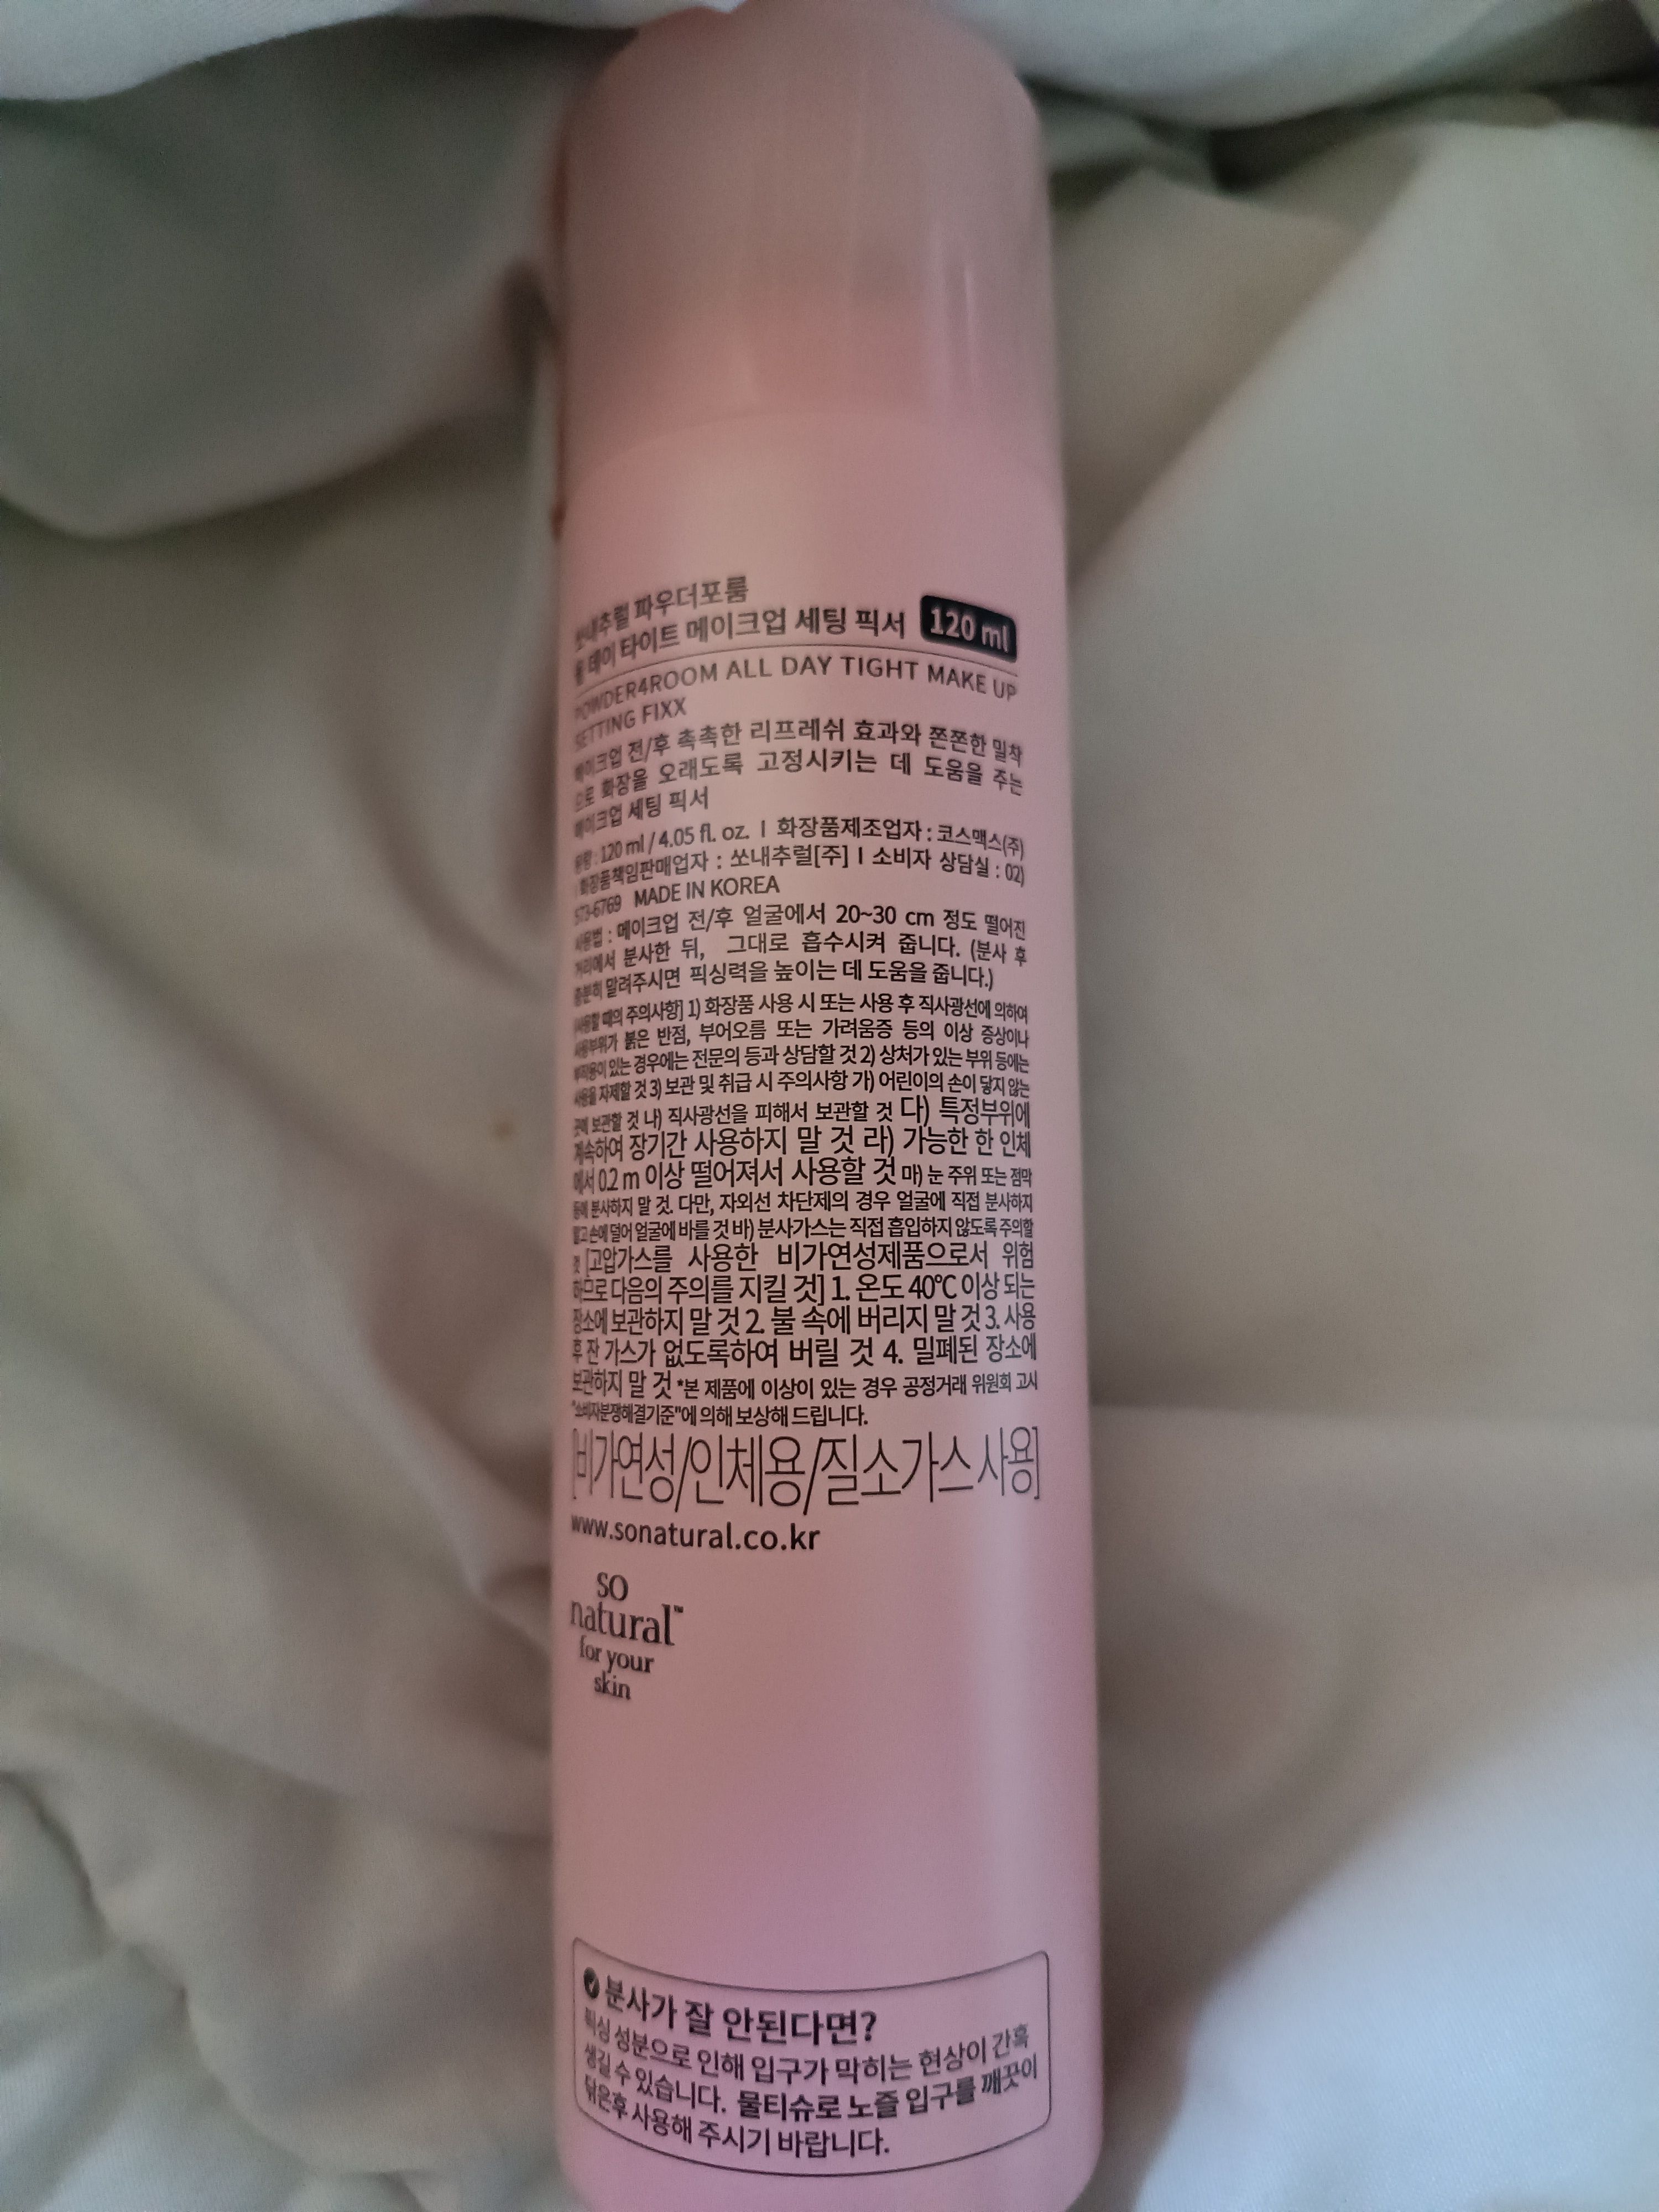 쏘내추럴 파우더포룸
올 데이 타이트 메이크업 세팅 픽서 120 ml
POWDER4ROOM ALL DAY TIGHT MAKE UP
SETTING FIXX
메이크업 전/후 촉촉한 리프레쉬 효과와 쫀쫀한 밀착
으로 화장을 오래도록 고정시키는 데 도움을 주는
메이크업 세팅 픽서
용량 : 120 ml / 4.05 fl. oz. I 화장품제조업자 : 코스맥스(주)
I 화장품책임판매업자 : 쏘내추럴[주] I 소비자 상담실 : 02)
573-6769 MADE IN KOREA
사용법 : 메이크업 전/후 얼굴에서 20~30 cm 정도 떨어진
거리에서 분사한 뒤, 그대로 흡수시켜 줍니다. (분사 후
충분히 말려주시면 픽싱력을 높이는 데 도움을 줍니다.)
[사용할 때의 주의사항] 1) 화장품 사용 시 또는 사용 후 직사광선에 의하여
사용부위가 붉은 반점, 부어오름 또는 가려움증 등의 이상 증상이나
부작용이 있는 경우에는 전문의 등과 상담할 것 2) 상처가 있는 부위 등에는
사용을 자제할 것 3) 보관 및 취급 시 주의사항 가) 어린이의 손이 닿지 않는
곳에 보관할 것 나) 직사광선을 피해서 보관할 것 다) 특정부위에
계속하여 장기간 사용하지 말 것 라) 가능한 한 인체
에서 0.2 m 이상 떨어져서 사용할 것 마) 눈 주위 또는 점막
등에 분사하지 말 것. 다만, 자외선 차단제의 경우 얼굴에 직접 분사하지
말고 손에 덜어 얼굴에 바를 것 바) 분사가스는 직접 흡입하지 않도록 주의할
것 [고압가스를 사용한 비가연성제품으로서 위험
하므로 다음의 주의를 지킬 것] 1. 온도 40℃ 이상 되는
장소에 보관하지 말 것 2. 불 속에 버리지 말 것 3. 사용
후 잔 가스가 없도록하여 버릴 것 4. 밀폐된 장소에
보관하지 말 것 *본 제품에 이상이 있는 경우 공정거래 위원회 고시
"소비자분쟁해결기준"에 의해 보상해 드립니다.
[비가연성/인체용/질소가스 사용]
www.sonatural.co.kr
so
natural™
for your
skin
분사가 잘 안된다면?
픽싱 성분으로 인해 입구가 막히는 현상이 간혹
생길 수 있습니다. 물티슈로 노즐 입구를 깨끗이
닦은후 사용해 주시기 바랍니다.